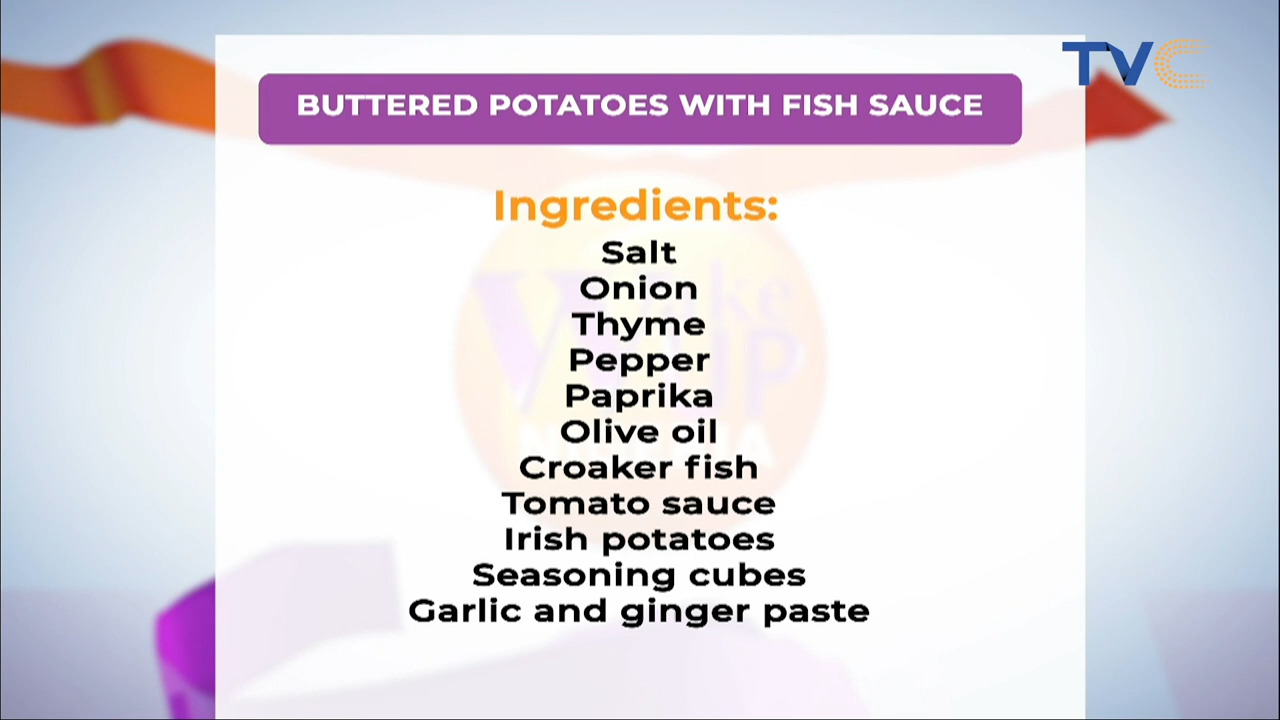 TVC
BUTTERED POTATOES WITH FISH SAUCE
Ingredients:
Salt
Onion
Thyme
Pepper
Paprika
Olive oil
Croaker fish
Tomato sauce
Irish potatoes
Seasoning cubes
Garlic and ginger paste